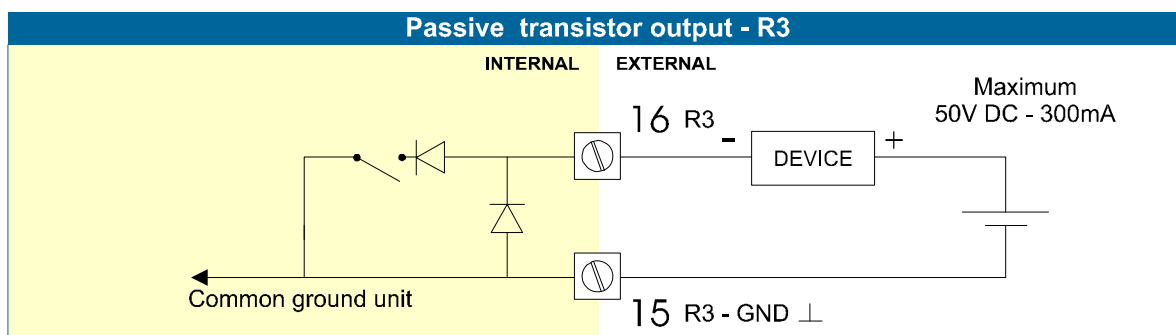 Passive transistor output - R3
INTERNAL EXTERNAL
Maximum
50V DC - 300mA
16 R3
- DEVICE +
Common ground unit
15 R3 - GND ⊥